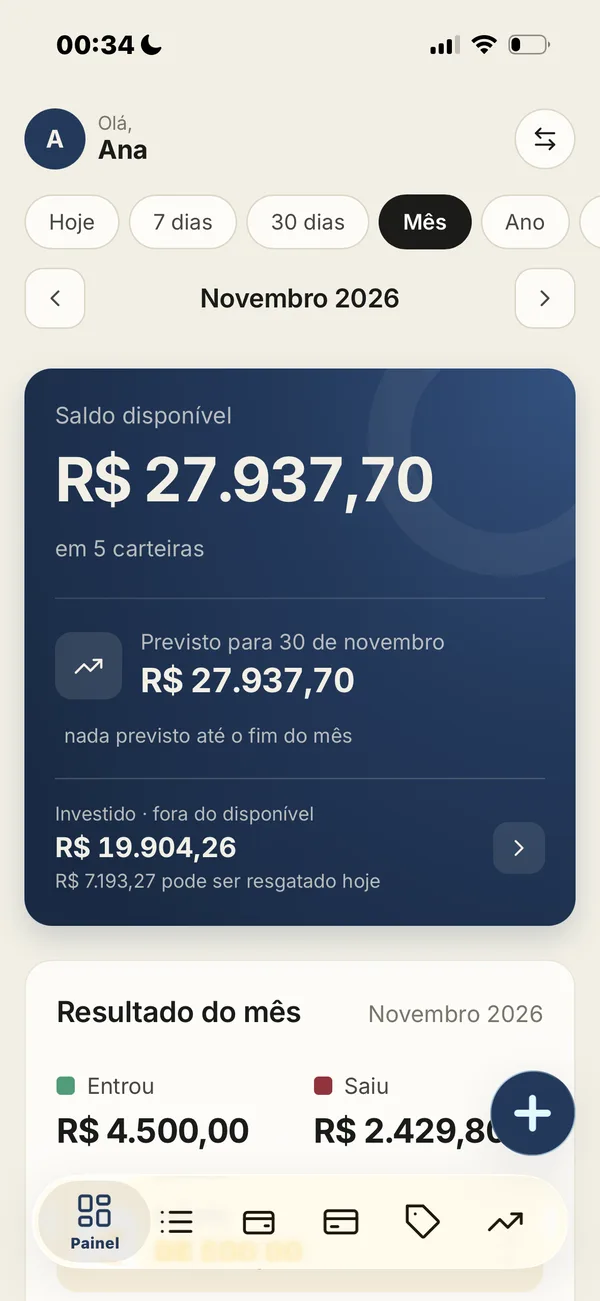 00:34
A
Olá,
Ana
Hoje
7 dias
30 dias
Mês
Ano
Novembro 2026
Saldo disponível
R$ 27.937,70
em 5 carteiras
Previsto para 30 de novembro
R$ 27.937,70
nada previsto até o fim do mês
Investido · fora do disponível
R$ 19.904,26
R$ 7.193,27 pode ser resgatado hoje
Resultado do mês
Novembro 2026
Entrou
Saiu
R$ 4.500,00
R$ 2.429,80
Painel